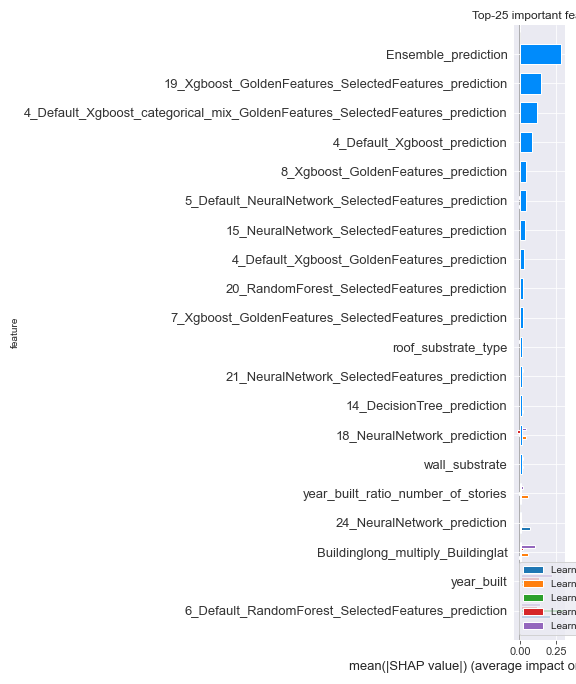 Top-25 important fea
Ensemble_prediction
19_Xgboost_GoldenFeatures_SelectedFeatures_prediction
4_Default_Xgboost_categorical_mix_GoldenFeatures_SelectedFeatures_prediction
4_Default_Xgboost_prediction
8_Xgboost_GoldenFeatures_prediction
5_Default_NeuralNetwork_SelectedFeatures_prediction
15_NeuralNetwork_SelectedFeatures_prediction
4_Default_Xgboost_GoldenFeatures_prediction
20_RandomForest_SelectedFeatures_prediction
7_Xgboost_GoldenFeatures_SelectedFeatures_prediction
feature
roof_substrate_type
21_NeuralNetwork_SelectedFeatures_prediction
14_DecisionTree_prediction
18_NeuralNetwork_prediction
wall_substrate
year_built_ratio_number_of_stories
24_NeuralNetwork_prediction
Buildinglong_multiply_Buildinglat
year_built
6_Default_RandomForest_SelectedFeatures_prediction
Learn
Learn
Learn
Learn
Learn
0.00 0.25
mean(|SHAP value|) (average impact o